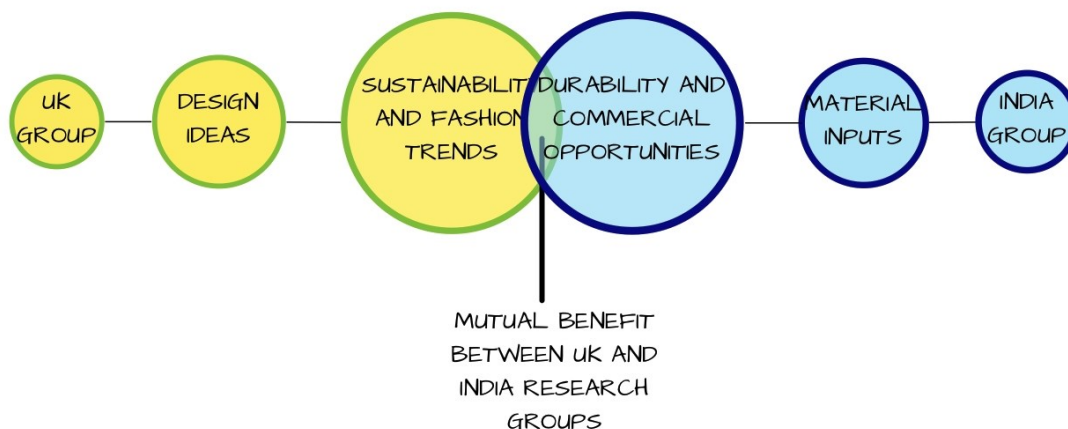 UK
GROUP
DESIGN
IDEAS
SUSTAINABILITY
AND FASHION
TRENDS
DURABILITY AND
COMMERCIAL
OPPORTUNITIES
MATERIAL
INPUTS
INDIA
GROUP
MUTUAL BENEFIT
BETWEEN UK AND
INDIA RESEARCH
GROUPS